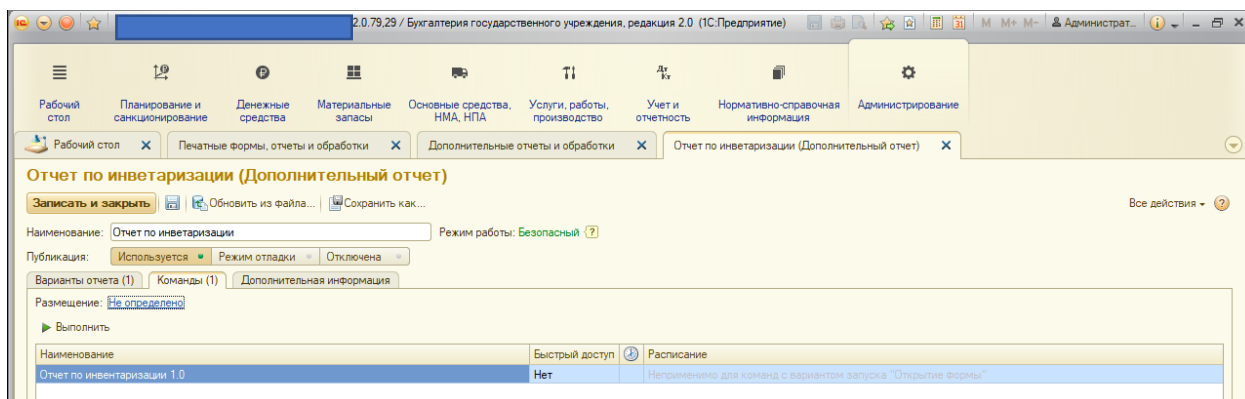 2.0.79,29 / Бухгалтерия государственного учреждения, редакция 2.0 (1С:Предприятие) M M+ M- Администрат...
Рабочий стол
Планирование и санкционирование
Денежные средства
Материальные запасы
Основные средства, НМА, НПА
Услуги, работы, производство
Дт Кт
Учет и отчетность
Нормативно-справочная информация
Администрирование
Рабочий стол Печатные формы, отчеты и обработки Дополнительные отчеты и обработки Отчет по инветаризации (Дополнительный отчет)
Отчет по инветаризации (Дополнительный отчет)
Записать и закрыть Обновить из файла... Сохранить как... Все действия ?
Наименование: Отчет по инветаризации Режим работы: Безопасный ?
Публикация: Используется Режим отладки Отключена
Варианты отчета (1) Команды (1) Дополнительная информация
Размещение: Не определено
Выполнить
Наименование Быстрый доступ Расписание
Отчет по инвентаризации 1.0 Нет Неприменимо для команд с вариантом запуска "Открытие формы"